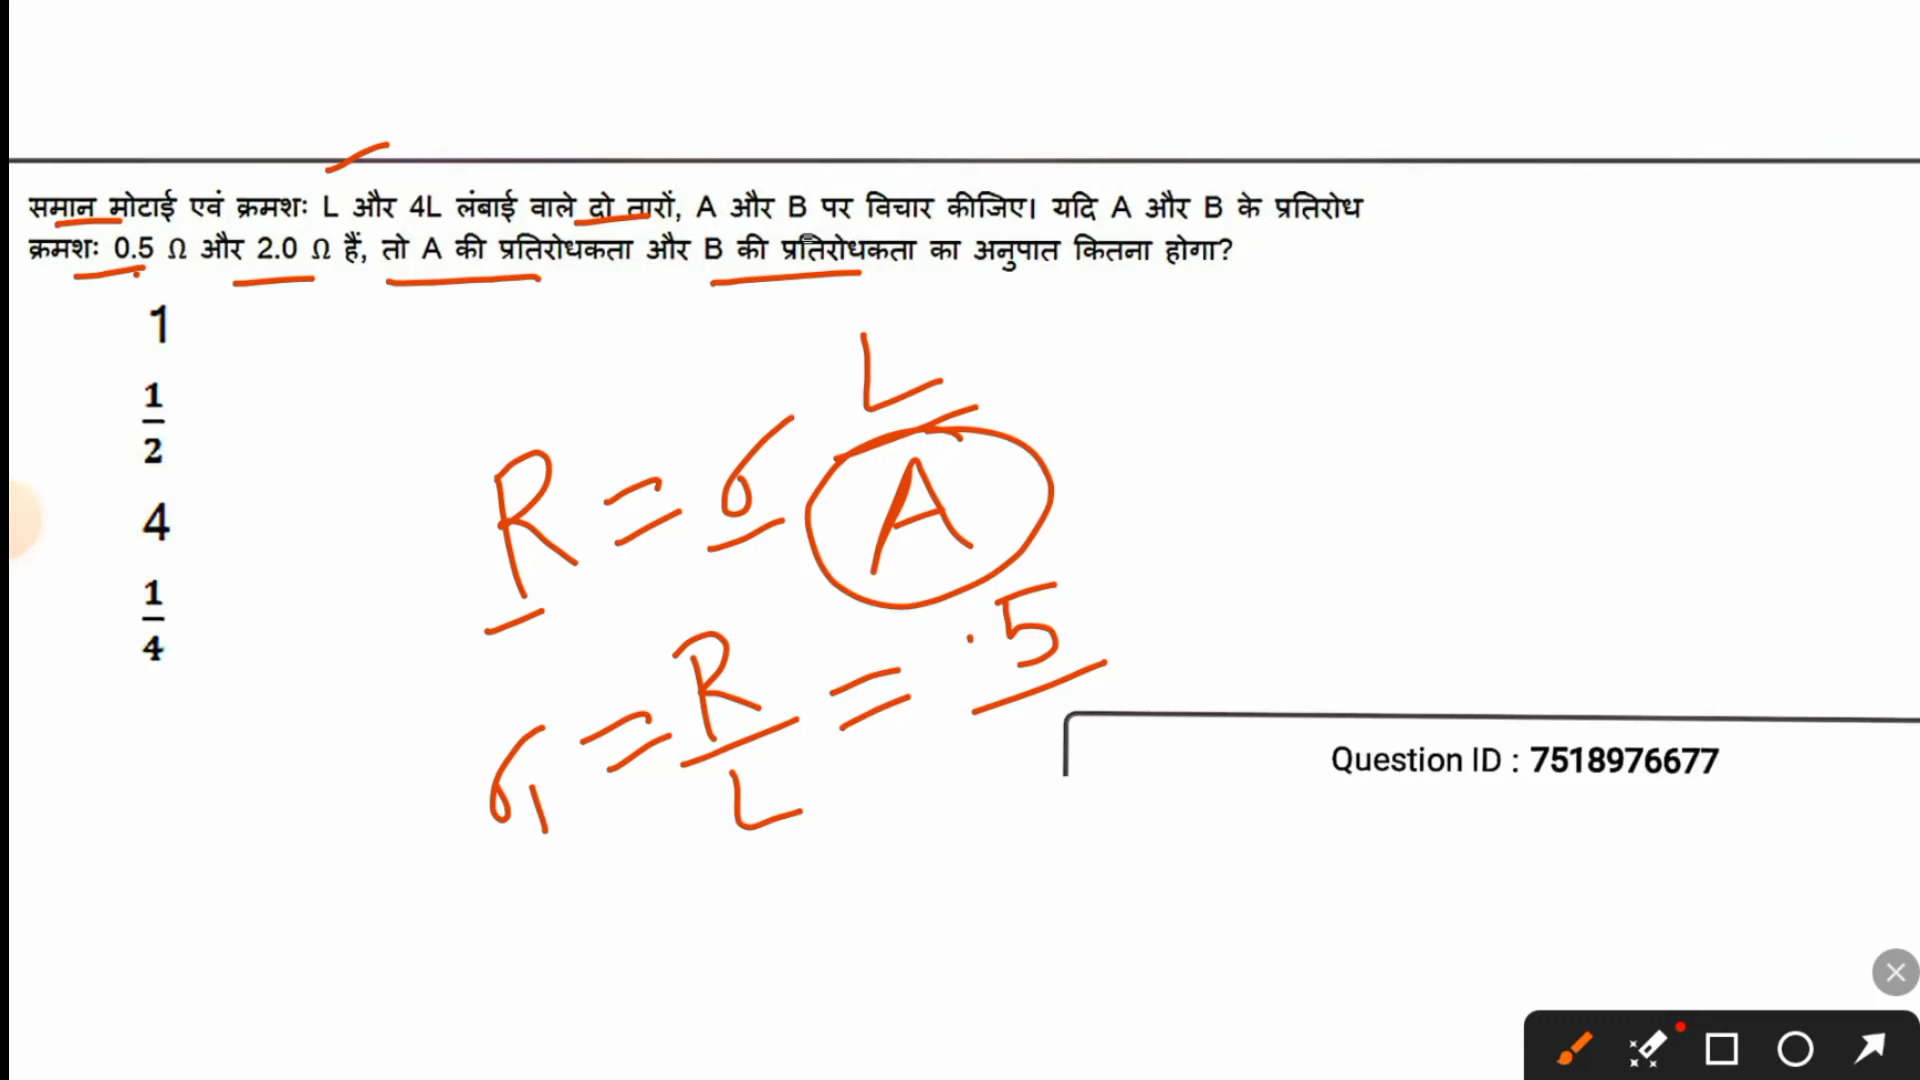 समान मोटाई एवं क्रमशः L और 4L लंबाई वाले दो तारों, A और B पर विचार कीजिए। यदि A और B के प्रतिरोध
क्रमशः 0.5 Ω और 2.0 Ω हैं, तो A की प्रतिरोधकता और B की प्रतिरोधकता का अनुपात कितना होगा?
1
1/2
4
1/4
R = σ L/A
σ1 = R/L = .5
Question ID : 7518976677